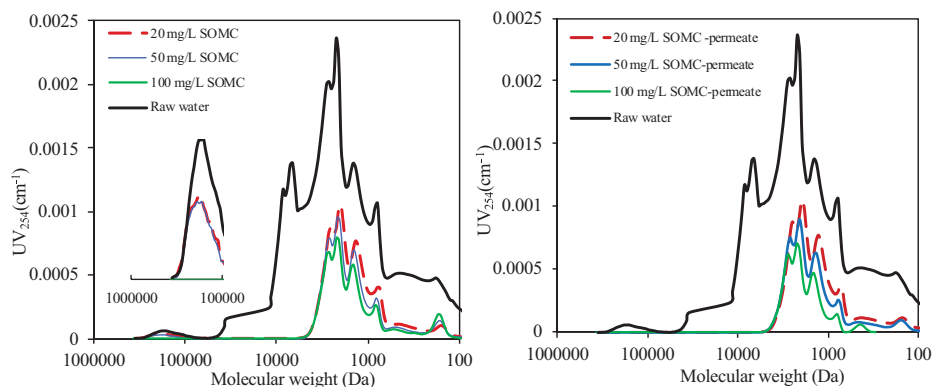 0.0025
20 mg/L SOMC
50 mg/L SOMC
100 mg/L SOMC
Raw water
0.002
0.0015
0.001
0.0005
0
UV254(cm-1)
1000000 100000
1000000 100000 10000 1000 100
Molecular weight (Da)
0.0025
20 mg/L SOMC -permeate
50 mg/L SOMC-permeate
100 mg/L SOMC-permeate
Raw water
0.002
0.0015
0.001
0.0005
0
UV254(cm-1)
1000000 100000 10000 1000 100
Molecular weight (Da)